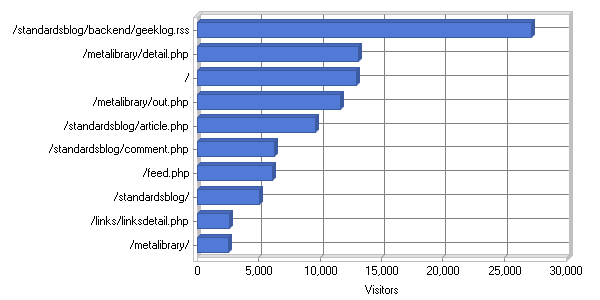 /standardsblog/backend/geeklog.rss
/metalibrary/detail.php
/
/metalibrary/out.php
/standardsblog/article.php
/standardsblog/comment.php
/feed.php
/standardsblog/
/links/linksdetail.php
/metalibrary/
0 5,000 10,000 15,000 20,000 25,000 30,000
Visitors